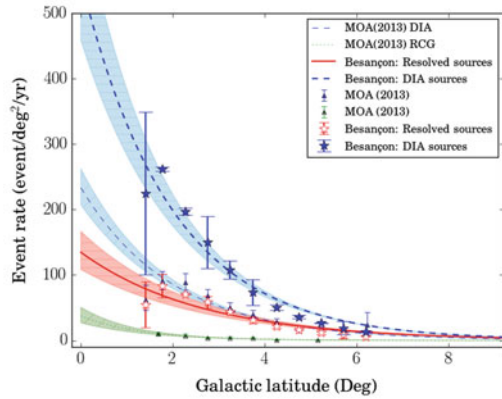 500
400
300
200
100
0
0
2
4
6
8
Event rate (event/deg²/yr)
Galactic latitude (Deg)
MOA(2013) DIA
MOA(2013) RCG
Besançon: Resolved sources
Besançon: DIA sources
MOA (2013)
MOA (2013)
Besançon: Resolved sources
Besançon: DIA sources